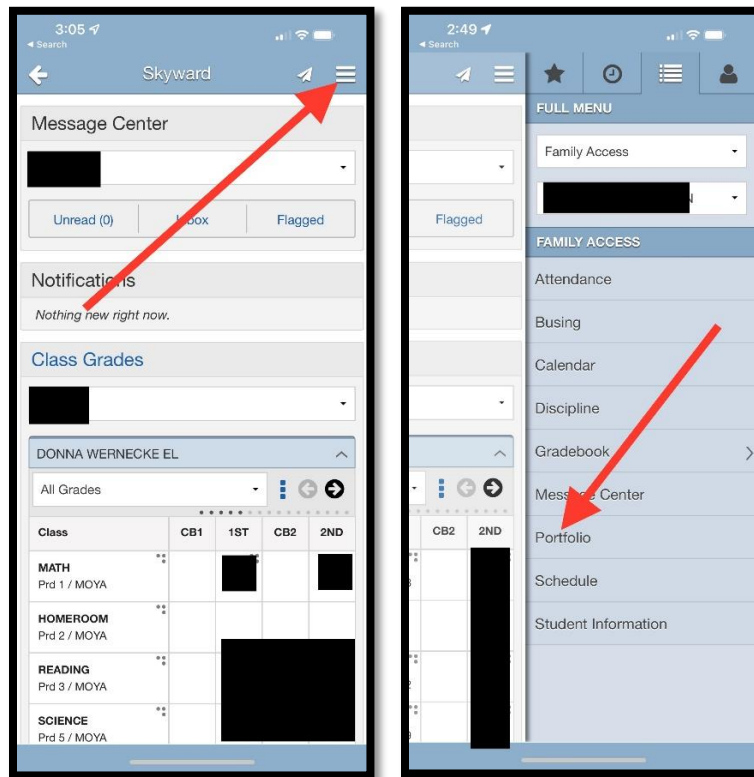 3:05
◄ Search
Skyward
Message Center
Unread (0)
Inbox
Flagged
Notifications
Nothing new right now.
Class Grades
DONNA WERNECKE EL
All Grades
Class CB1 1ST CB2 2ND
MATH
Prd 1 / MOYA
HOMEROOM
Prd 2 / MOYA
READING
Prd 3 / MOYA
SCIENCE
Prd 5 / MOYA
2:49
◄ Search
Flagged
CB2 2ND
FULL MENU
Family Access
FAMILY ACCESS
Attendance
Busing
Calendar
Discipline
Gradebook
Message Center
Portfolio
Schedule
Student Information